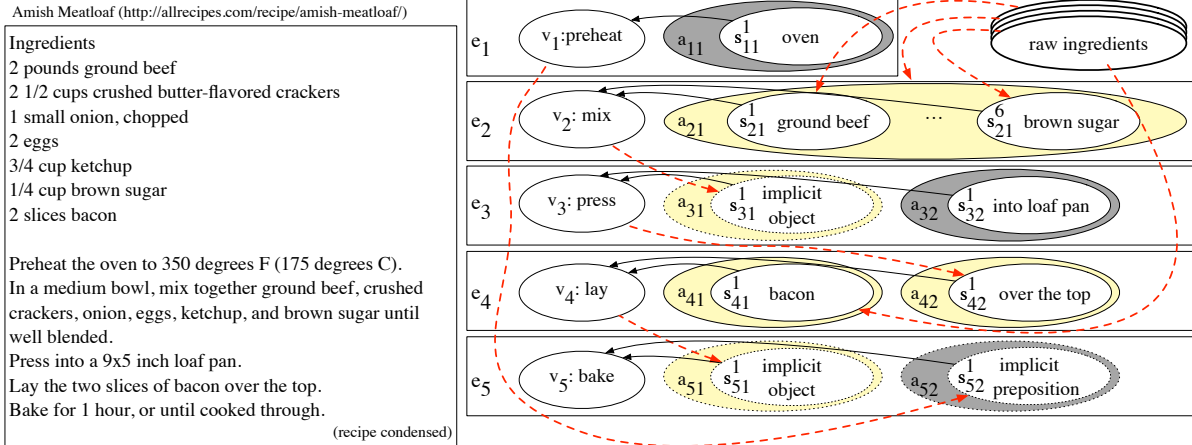 Amish Meatloaf (http://allrecipes.com/recipe/amish-meatloaf/)
Ingredients
2 pounds ground beef
2 1/2 cups crushed butter-flavored crackers
1 small onion, chopped
2 eggs
3/4 cup ketchup
1/4 cup brown sugar
2 slices bacon
Preheat the oven to 350 degrees F (175 degrees C).
In a medium bowl, mix together ground beef, crushed
crackers, onion, eggs, ketchup, and brown sugar until
well blended.
Press into a 9x5 inch loaf pan.
Lay the two slices of bacon over the top.
Bake for 1 hour, or until cooked through.
(recipe condensed)
e1 v1:preheat a11 s11^1 oven raw ingredients
e2 v2: mix a21 s21^1 ground beef ... s21^6 brown sugar
e3 v3: press a31 s31^1 implicit object a32 s32^1 into loaf pan
e4 v4: lay a41 s41^1 bacon a42 s42^1 over the top
e5 v5: bake a51 s51^1 implicit object a52 s52^1 implicit preposition